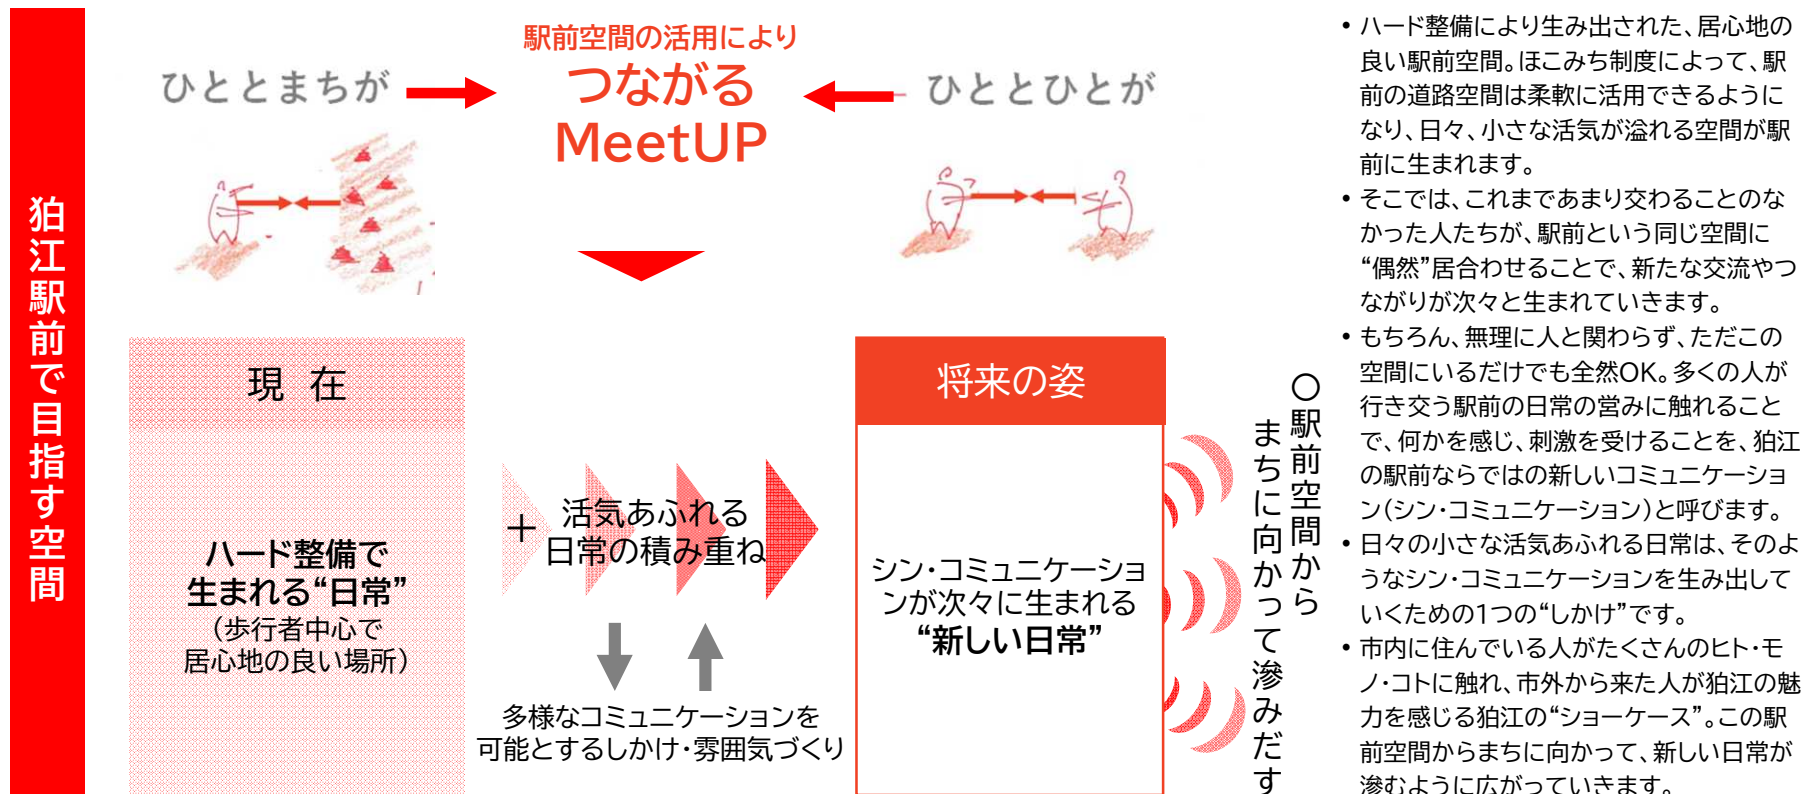 狛江駅前で目指す空間
駅前空間の活用により
ひととまちが
つながる
MeetUP
ひととひとが
現 在
ハード整備で
生まれる“日常”
（歩行者中心で
居心地の良い場所）
＋
活気あふれる
日常の積み重ね
多様なコミュニケーションを
可能とするしかけ・雰囲気づくり
将来の姿
シン・コミュニケーショ
ンが次々に生まれる
“新しい日常”
〇駅前空間から
まちに向かって滲みだす
• ハード整備により生み出された、居心地の
良い駅前空間。ほこみち制度によって、駅
前の道路空間は柔軟に活用できるように
なり、日々、小さな活気が溢れる空間が駅
前に生まれます。
• そこでは、これまであまり交わることのな
かった人たちが、駅前という同じ空間に
“偶然”居合わせることで、新たな交流やつ
ながりが次々と生まれていきます。
• もちろん、無理に人と関わらず、ただこの
空間にいるだけでも全然OK。多くの人が
行き交う駅前の日常の営みに触れること
で、何かを感じ、刺激を受けることを、狛江
の駅前ならではの新しいコミュニケーショ
ン（シン・コミュニケーション）と呼びます。
• 日々の小さな活気あふれる日常は、そのよ
うなシン・コミュニケーションを生み出して
いくための1つの“しかけ”です。
• 市内に住んでいる人がたくさんのヒト・モ
ノ・コトに触れ、市外から来た人が狛江の魅
力を感じる狛江の“ショーケース”。この駅
前空間からまちに向かって、新しい日常が
滲むように広がっていきます。